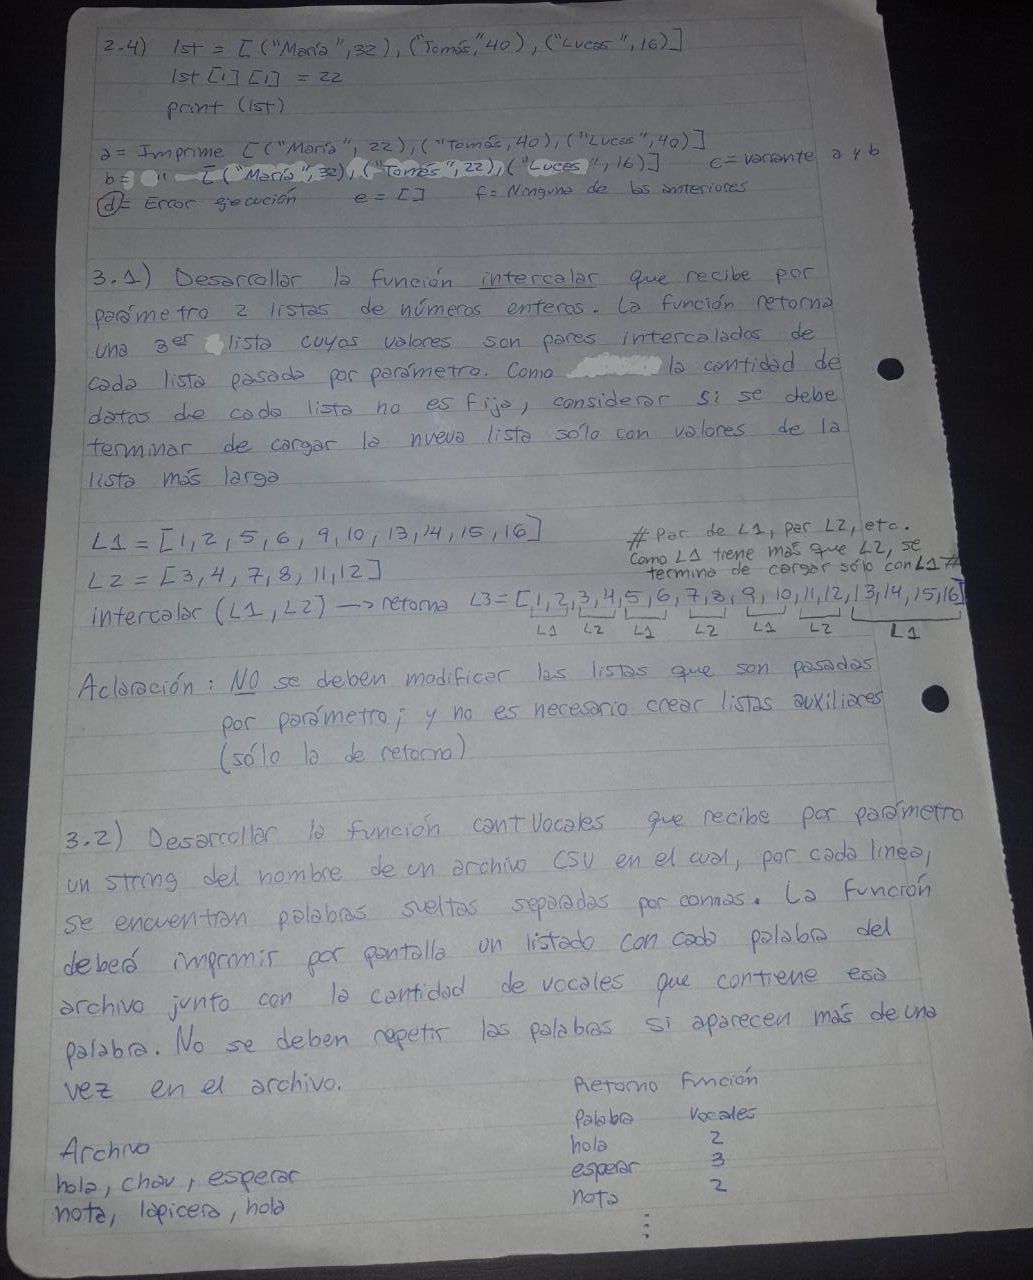 2.4) lst = [("María",32), ("Tomás,"40), ("Lucas", 16)]
lst [1] [1] = 22
print (lst)
a = Imprime [("María", 22), ("Tomás, 40), ("Lucas", 40)]
b = " — [("María", 32), ("Tomás", 22), ("Lucas", 16)] c = variante a y b
d = Error ejecución e = [] f = Ninguna de las anteriores
3.1) Desarrollar la función intercalar que recibe por
parámetro 2 listas de números enteros. La función retorna
una 3er lista cuyos valores son pares intercalados de
cada lista pasada por parámetro. Como la cantidad de
datos de cada lista no es fija, considerar si se debe
terminar de cargar la nueva lista sólo con valores de la
lista más larga
L1 = [1, 2, 5, 6, 9, 10, 13, 14, 15, 16]
# Par de L1, par L2, etc.
Como L1 tiene mas que L2, se
termina de cargar sólo con L1 #
L2 = [3, 4, 7, 8, 11, 12]
intercalar (L1, L2) —> retorna L3 = [1, 2, 3, 4, 5, 6, 7, 8, 9, 10, 11, 12, 13, 14, 15, 16]
L1 L2 L1 L2 L1 L2 L1
Aclaración : NO se deben modificar las listas que son pasadas
por parámetro; y no es necesario crear listas auxiliares
(sólo la de retorno)
3.2) Desarrollar la función cantVocales que recibe por parámetro
un string del nombre de un archivo CSV en el cual, por cada línea,
se encuentran palabras sueltas separadas por comas. La función
deberá imprimir por pantalla un listado con cada palabra del
archivo junto con la cantidad de vocales que contiene esa
palabra. No se deben repetir las palabras si aparecen más de una
vez en el archivo.
Retorno Función
Palabra Vocales
hola 2
esperar 3
nota 2
⋮
Archivo
hola, chau, esperar
nota, lapicera, hola